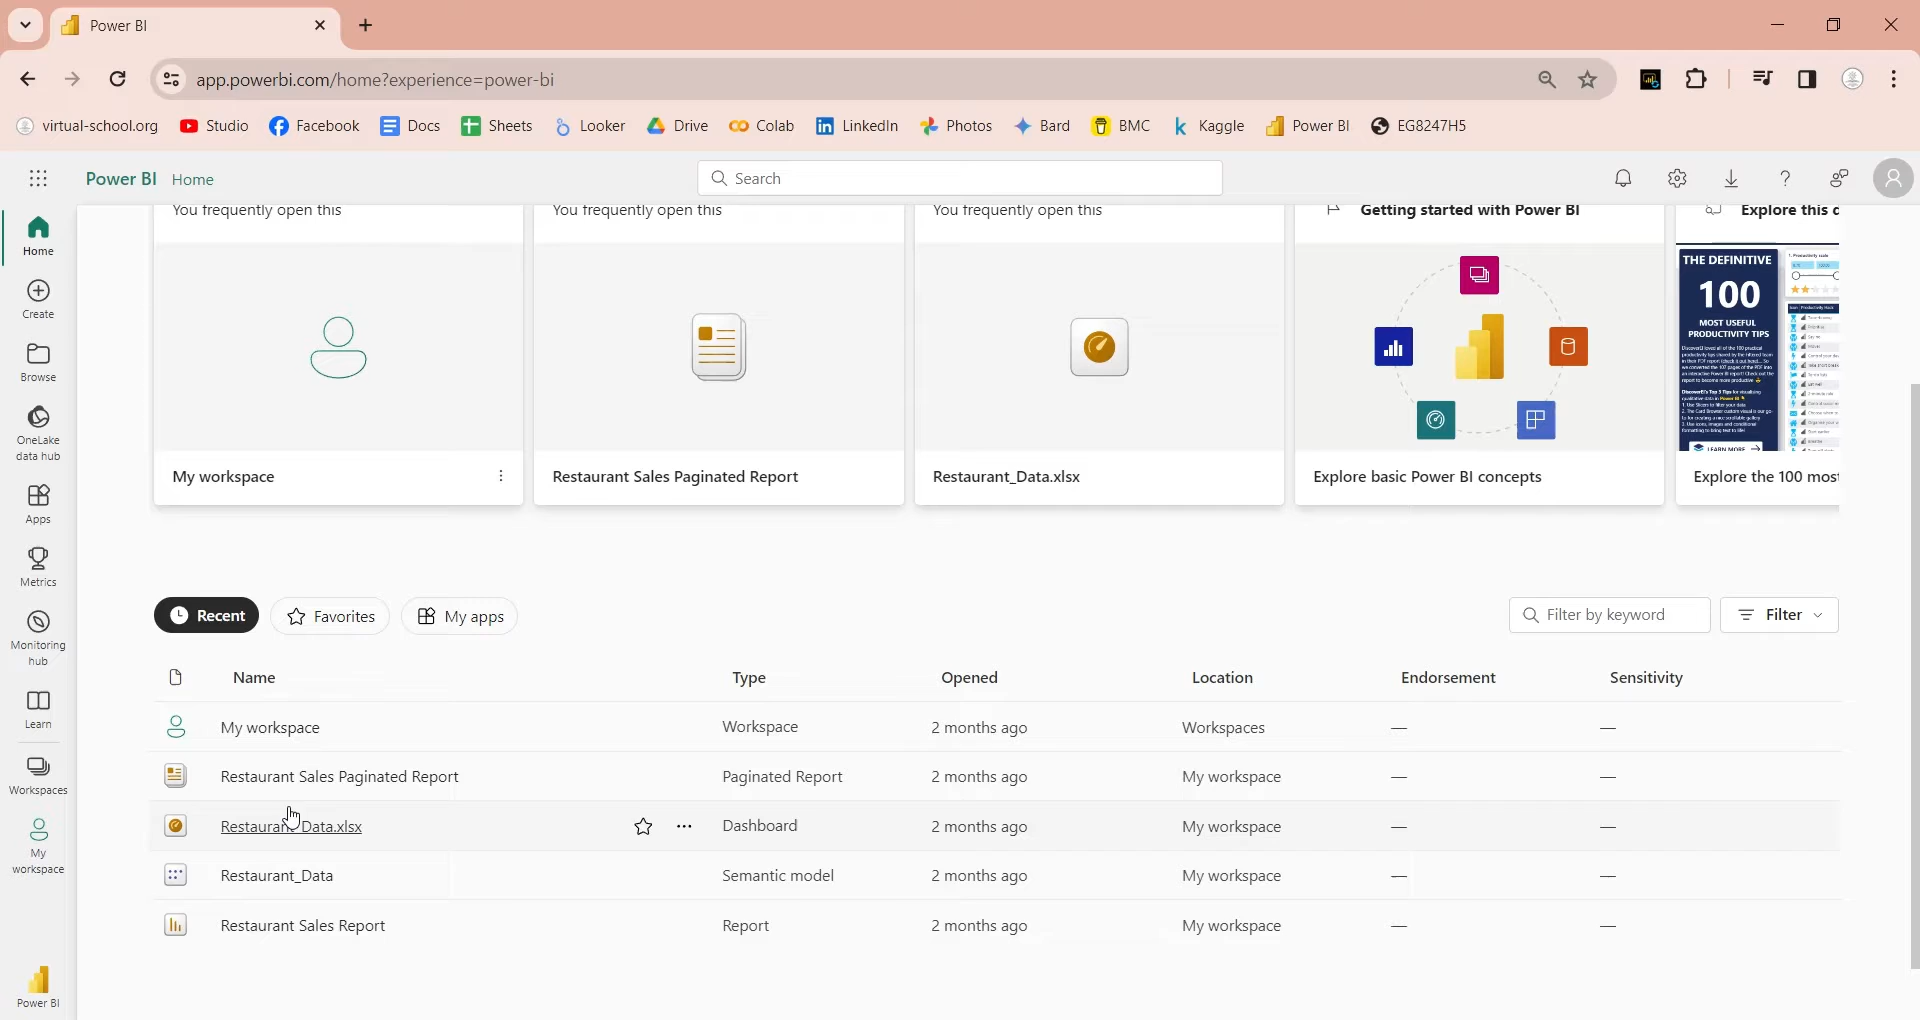 Power BI
app.powerbi.com/home?experience=power-bi
virtual-school.org Studio Facebook Docs Sheets Looker Drive Colab LinkedIn Photos Bard BMC Kaggle Power BI EG8247H5
Power BI Home Search
Home
Create
Browse
OneLake
data hub
Apps
Metrics
Monitoring
hub
Learn
Workspaces
My
workspace
Power BI
You frequently open this
My workspace
You frequently open this
Restaurant Sales Paginated Report
You frequently open this
Restaurant_Data.xlsx
Getting started with Power BI
Explore basic Power BI concepts
Explore this d
THE DEFINITIVE
100
MOST USEFUL
PRODUCTIVITY TIPS
LEARN MORE
Explore the 100 most
Recent Favorites My apps Filter by keyword Filter
Name Type Opened Location Endorsement Sensitivity
My workspace Workspace 2 months ago Workspaces — —
Restaurant Sales Paginated Report Paginated Report 2 months ago My workspace — —
Restaurant_Data.xlsx Dashboard 2 months ago My workspace — —
Restaurant_Data Semantic model 2 months ago My workspace — —
Restaurant Sales Report Report 2 months ago My workspace — —